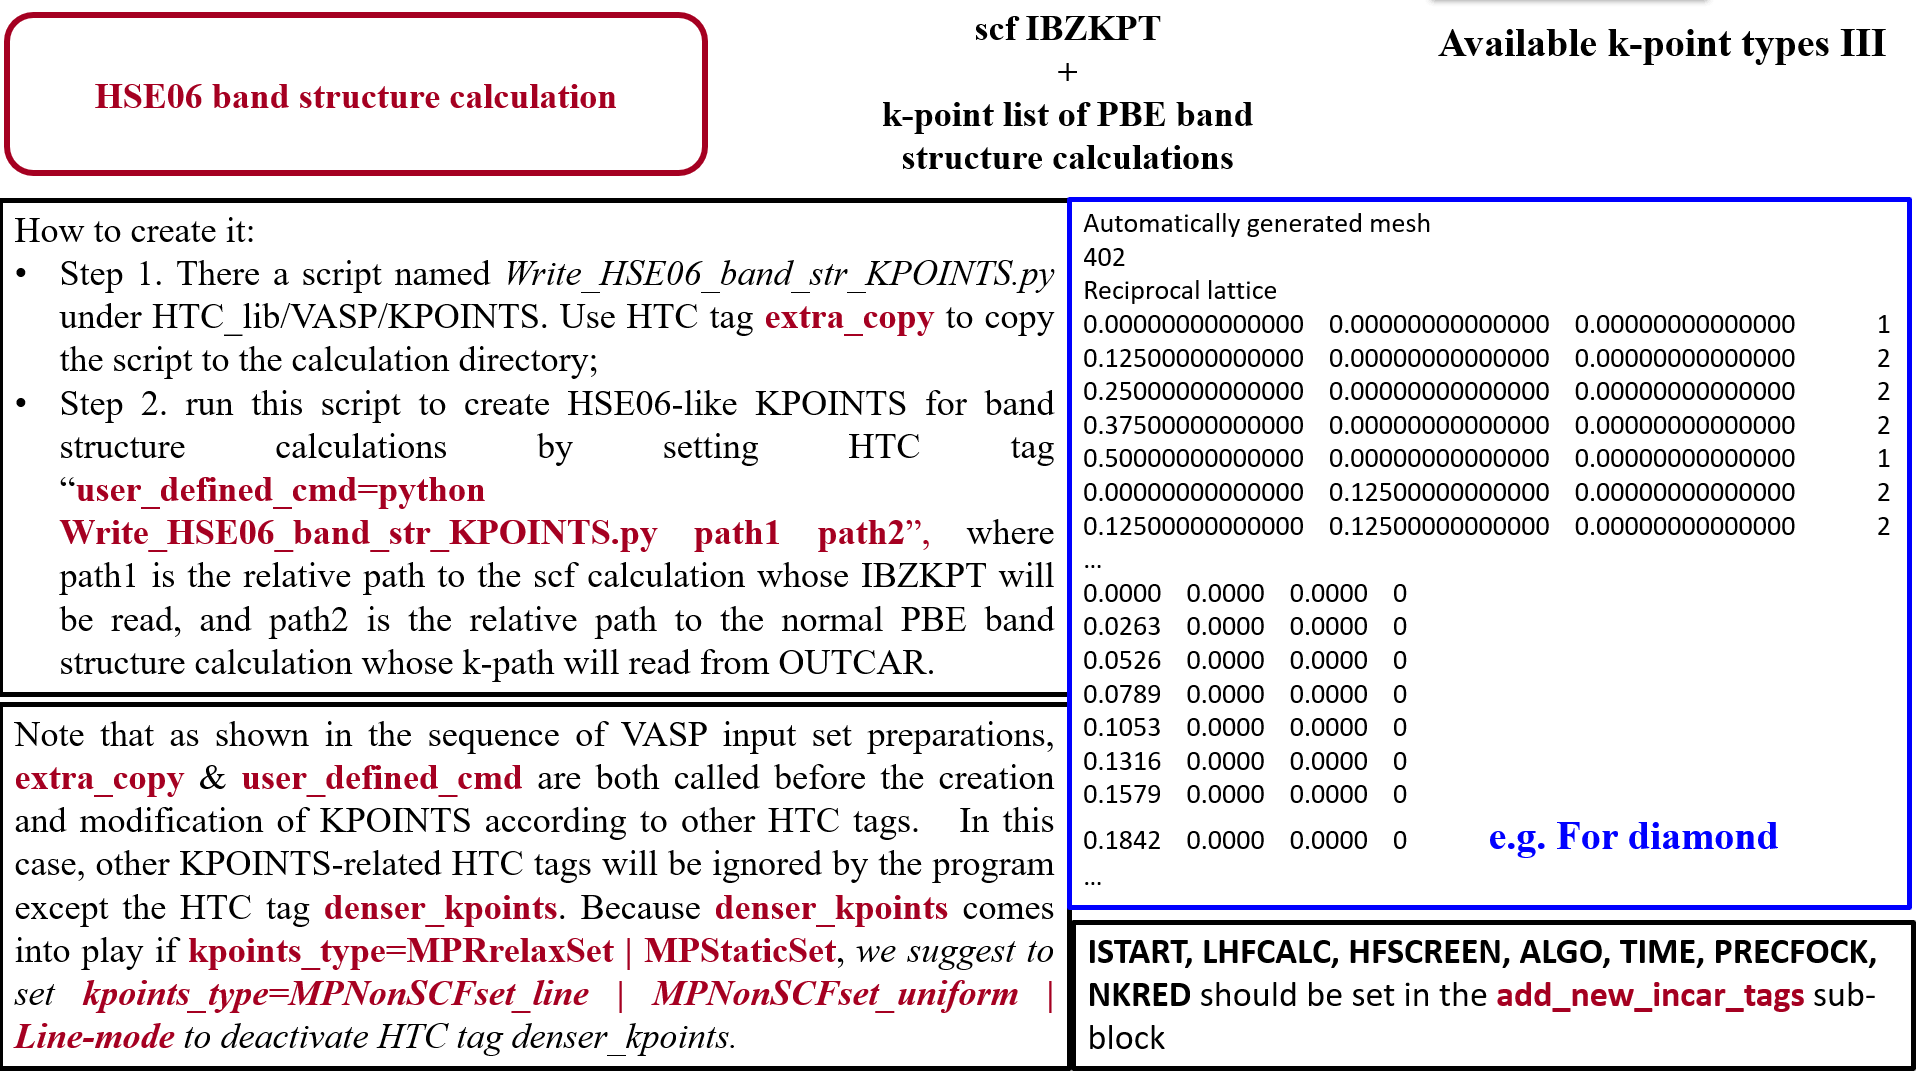 HSE06 band structure calculation
scf IBZKPT
+
k-point list of PBE band
structure calculations
Available k-point types III
How to create it:
• Step 1. There a script named Write_HSE06_band_str_KPOINTS.py
under HTC_lib/VASP/KPOINTS. Use HTC tag extra_copy to copy
the script to the calculation directory;
• Step 2. run this script to create HSE06-like KPOINTS for band
structure calculations by setting HTC tag
“user_defined_cmd=python
Write_HSE06_band_str_KPOINTS.py path1 path2”, where
path1 is the relative path to the scf calculation whose IBZKPT will
be read, and path2 is the relative path to the normal PBE band
structure calculation whose k-path will read from OUTCAR.
Note that as shown in the sequence of VASP input set preparations,
extra_copy & user_defined_cmd are both called before the creation
and modification of KPOINTS according to other HTC tags. In this
case, other KPOINTS-related HTC tags will be ignored by the program
except the HTC tag denser_kpoints. Because denser_kpoints comes
into play if kpoints_type=MPRrelaxSet | MPStaticSet, we suggest to
set kpoints_type=MPNonSCFset_line | MPNonSCFset_uniform |
Line-mode to deactivate HTC tag denser_kpoints.
Automatically generated mesh
402
Reciprocal lattice
0.00000000000000 0.00000000000000 0.00000000000000 1
0.12500000000000 0.00000000000000 0.00000000000000 2
0.25000000000000 0.00000000000000 0.00000000000000 2
0.37500000000000 0.00000000000000 0.00000000000000 2
0.50000000000000 0.00000000000000 0.00000000000000 1
0.00000000000000 0.12500000000000 0.00000000000000 2
0.12500000000000 0.12500000000000 0.00000000000000 2
...
0.0000 0.0000 0.0000 0
0.0263 0.0000 0.0000 0
0.0526 0.0000 0.0000 0
0.0789 0.0000 0.0000 0
0.1053 0.0000 0.0000 0
0.1316 0.0000 0.0000 0
0.1579 0.0000 0.0000 0
0.1842 0.0000 0.0000 0
e.g. For diamond
...
ISTART, LHFCALC, HFSCREEN, ALGO, TIME, PRECFOCK,
NKRED should be set in the add_new_incar_tags sub-
block